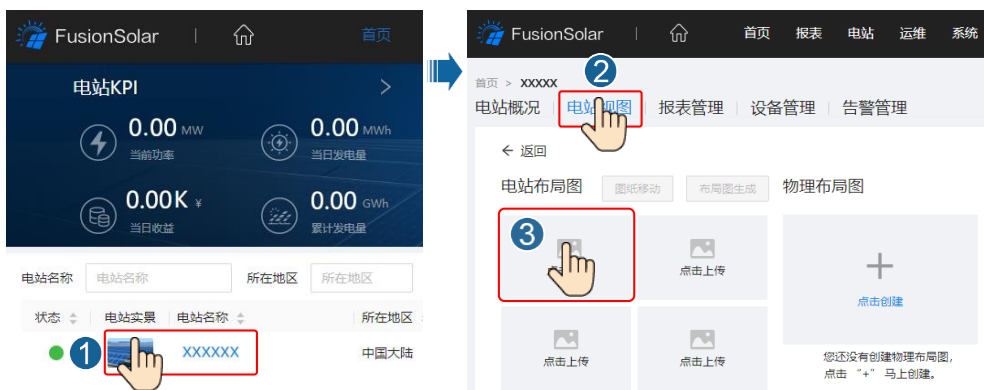 FusionSolar
首页
电站KPI
0.00 MW
当前功率
0.00 MWh
当日发电量
0.00K ¥
当日收益
0.00 GWh
累计发电量
电站名称
电站名称
所在地区
所在地区
状态 电站实景 电站名称 所在地区
1
XXXXXX
中国大陆
FusionSolar
首页 报表 电站 运维 系统
首页 > XXXXX
2
电站概况 电站视图 报表管理 设备管理 告警管理
返回
电站布局图
图纸移动
布局图生成
物理布局图
3
点击上传
点击创建
点击上传
点击上传
您还没有创建物理布局图,
点击 “+” 马上创建。